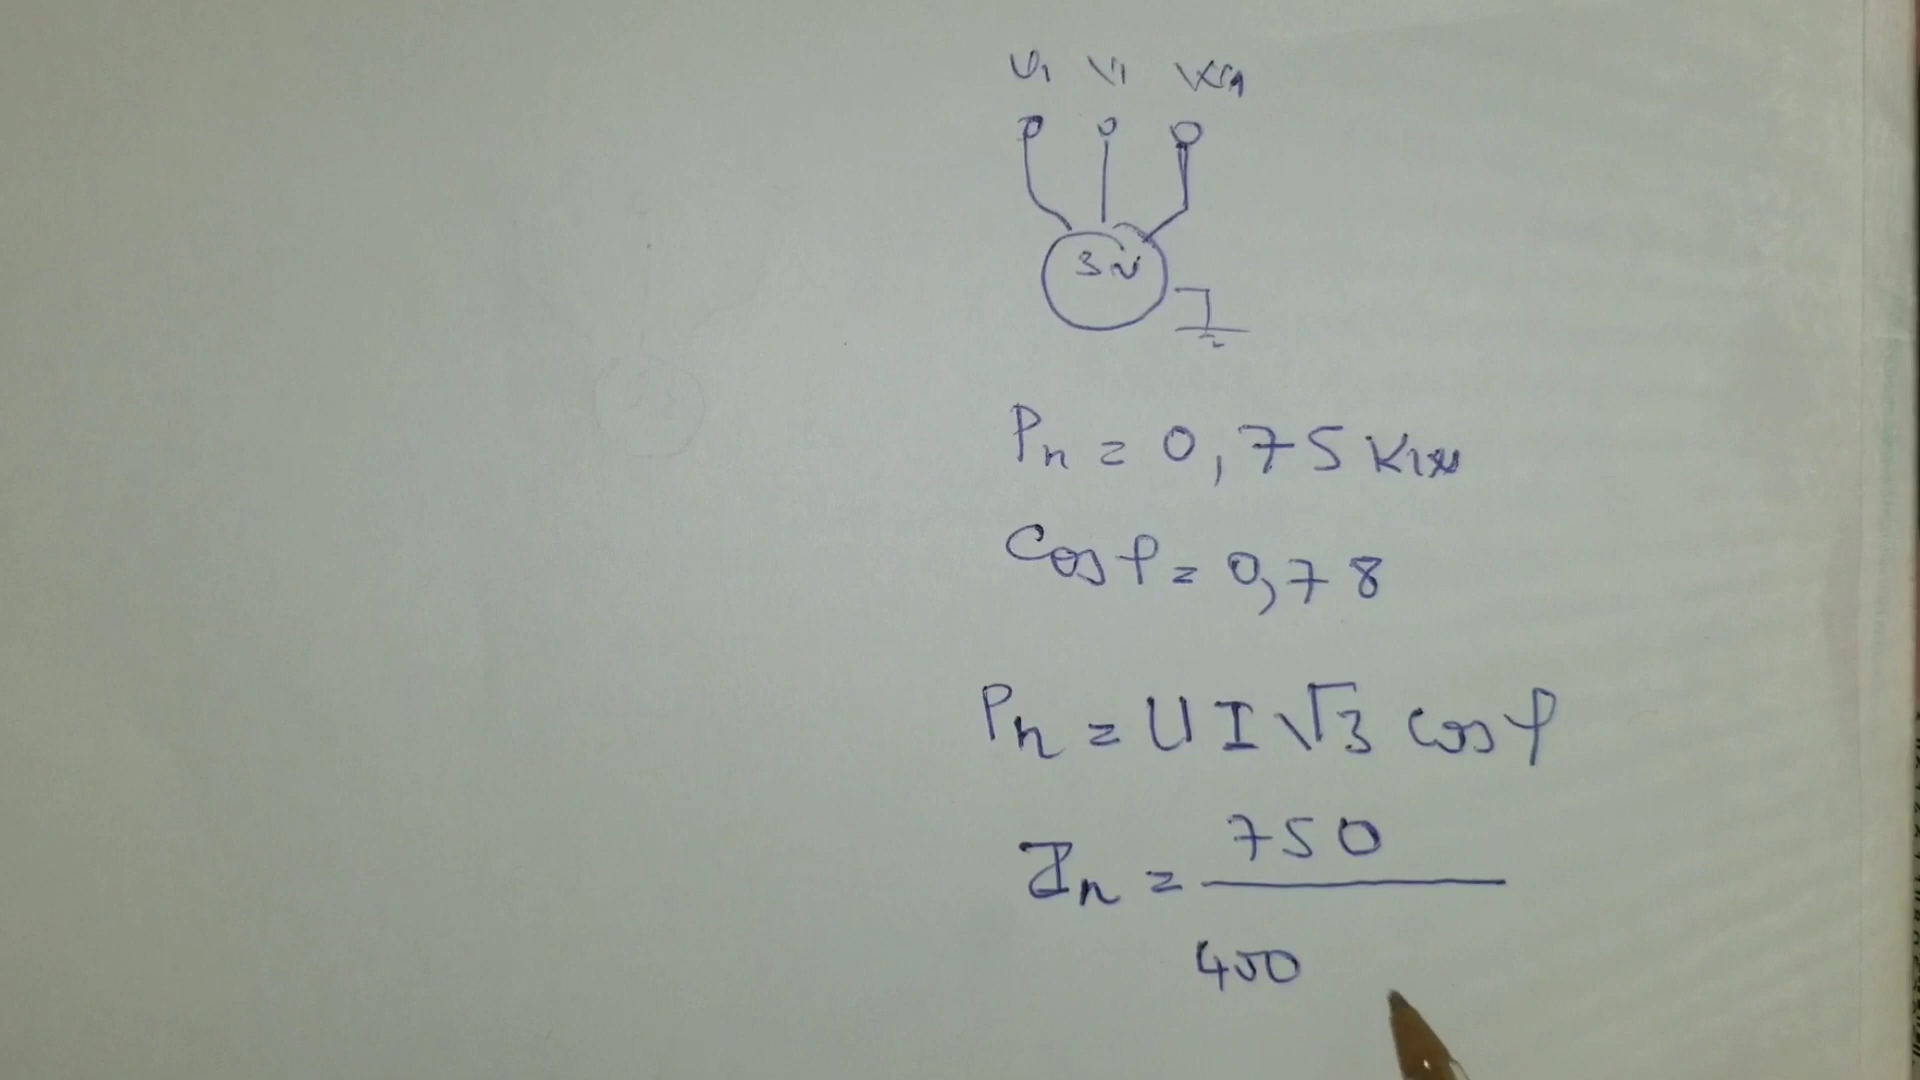 U1 V1 W1
3~
Pn = 0,75 KW
Cos φ = 0,78
Pn = U I √3 cos φ
In = 750
400